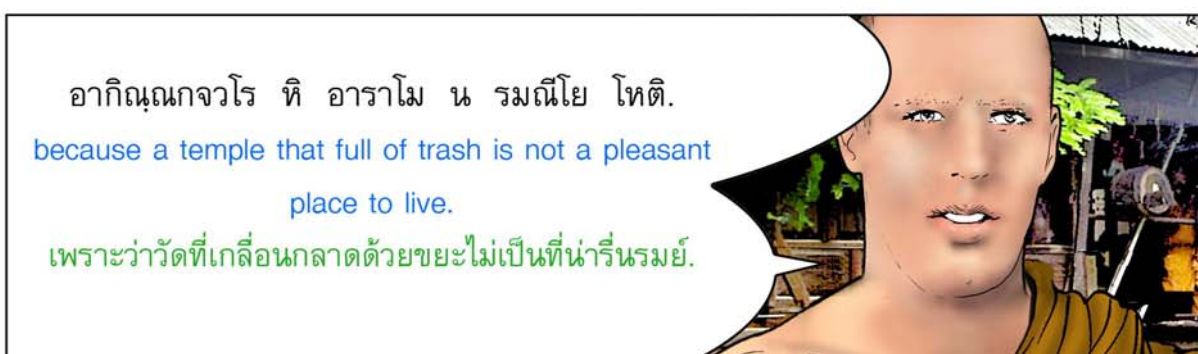 อากิณฺณกจวโร หิ อาราโม น รมณีโย โหติ.
because a temple that full of trash is not a pleasant
place to live.
เพราะว่าวัดที่เกลื่อนกลาดด้วยขยะไม่เป็นที่น่ารื่นรมย์.